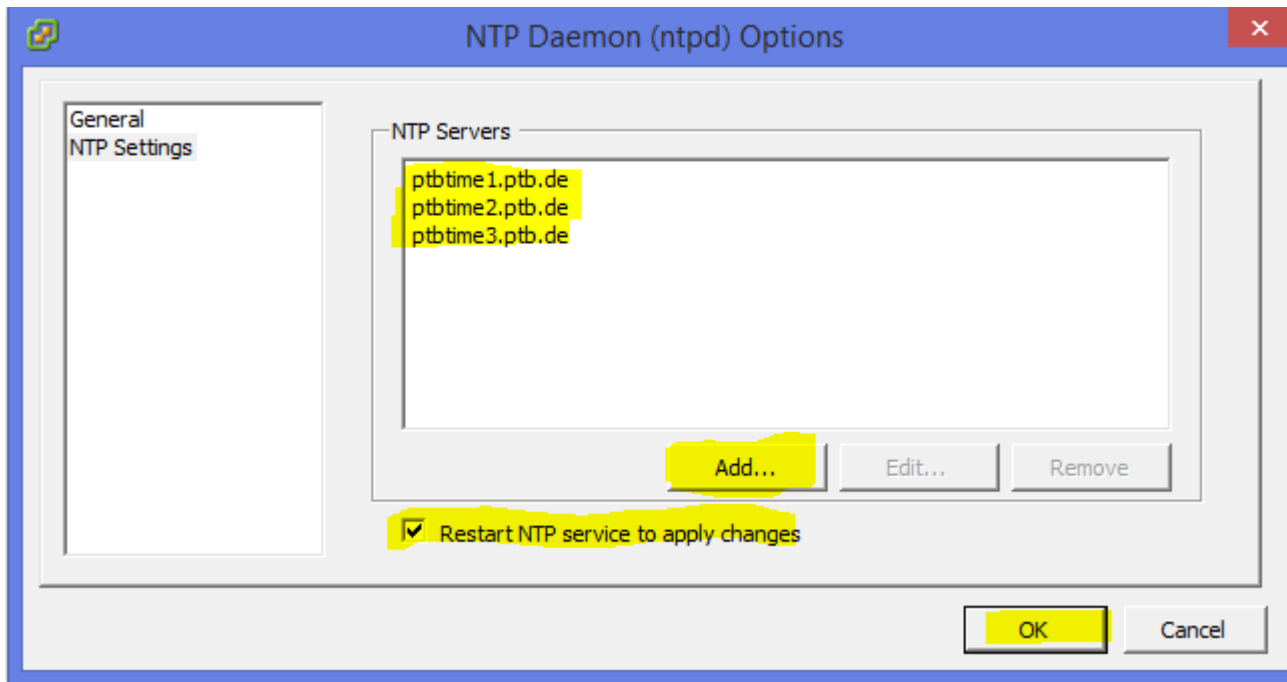 NTP Daemon (ntpd) Options
General
NTP Settings
NTP Servers
ptbtime1.ptb.de
ptbtime2.ptb.de
ptbtime3.ptb.de
Add... Edit... Remove
Restart NTP service to apply changes
OK Cancel